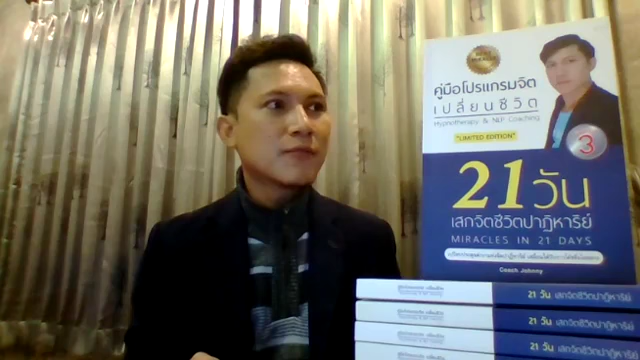 คู่มือโปรแกรมจิต
เปลี่ยนชีวิต
Hypnotherapy & NLP Coaching
"LIMITED EDITION"
3
21 วัน
เสกจิตชีวิตปาฏิหาริย์
MIRACLES IN 21 DAYS
Coach Johnny
21 วัน เสกจิตชีวิตปาฏิหาริย์
21 วัน เสกจิตชีวิตปาฏิหาริย์
21 วัน เสกจิตชีวิตปาฏิหาริย์